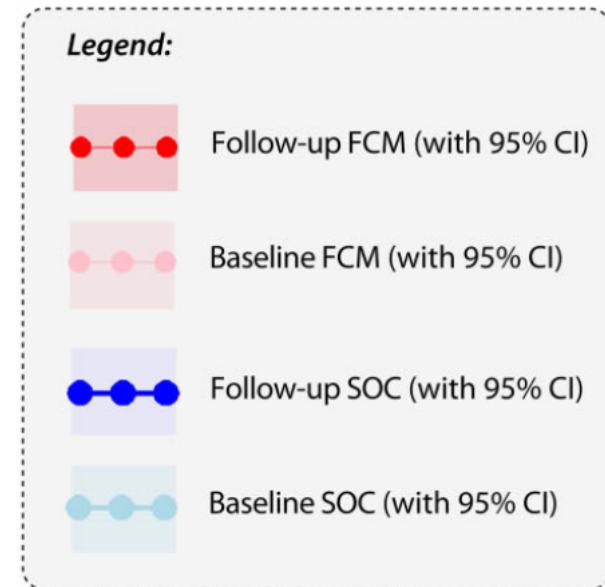 Legend:
Follow-up FCM (with 95% CI)
Baseline FCM (with 95% CI)
Follow-up SOC (with 95% CI)
Baseline SOC (with 95% CI)